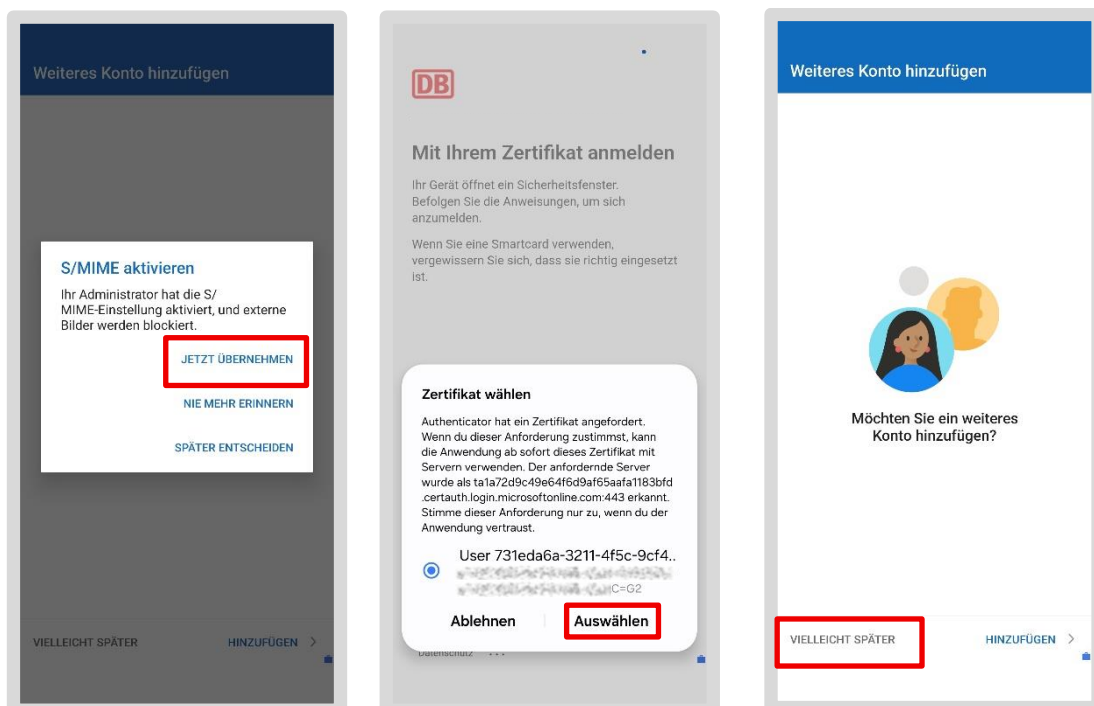 Weiteres Konto hinzufügen
S/MIME aktivieren
Ihr Administrator hat die S/
MIME-Einstellung aktiviert, und externe
Bilder werden blockiert.
JETZT ÜBERNEHMEN
NIE MEHR ERINNERN
SPÄTER ENTSCHEIDEN
VIELLEICHT SPÄTER
HINZUFÜGEN
DB
Mit Ihrem Zertifikat anmelden
Ihr Gerät öffnet ein Sicherheitsfenster.
Befolgen Sie die Anweisungen, um sich
anzumelden.
Wenn Sie eine Smartcard verwenden,
vergewissern Sie sich, dass sie richtig eingesetzt
ist.
Zertifikat wählen
Authenticator hat ein Zertifikat angefordert.
Wenn du dieser Anforderung zustimmst, kann
die Anwendung ab sofort dieses Zertifikat mit
Servern verwenden. Der anfordernde Server
wurde als ta1a72d9c49e64f6d9af65aafa1183bfd
.certauth.login.microsoftonline.com:443 erkannt.
Stimme dieser Anforderung nur zu, wenn du der
Anwendung vertraust.
User 731eda6a-3211-4f5c-9cf4..
C=G2
Ablehnen
Auswählen
Datenschutz ...
Weiteres Konto hinzufügen
Möchten Sie ein weiteres
Konto hinzufügen?
VIELLEICHT SPÄTER
HINZUFÜGEN